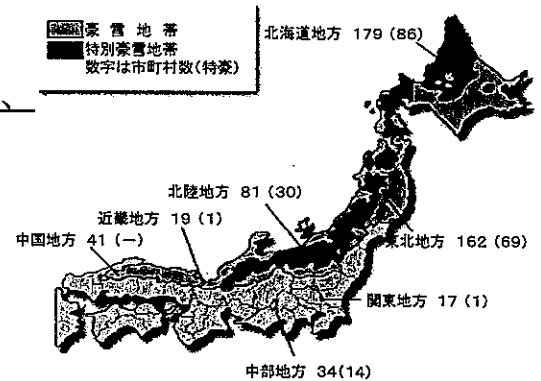 豪雪地帯
特別豪雪地帯
数字は市町村数(特豪)
北海道地方 179 (86)
北陸地方 81 (30)
近畿地方 19 (1)
中国地方 41 (−)
東北地方 162 (69)
関東地方 17 (1)
中部地方 34(14)